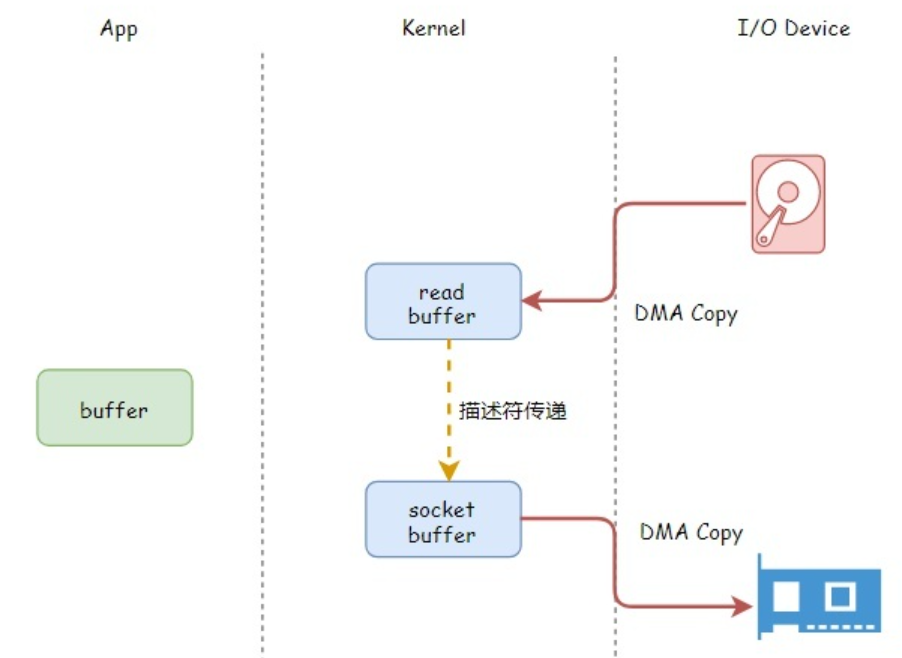 App
Kernel
I/O Device
read
buffer
DMA Copy
buffer
描述符传递
socket
buffer
DMA Copy